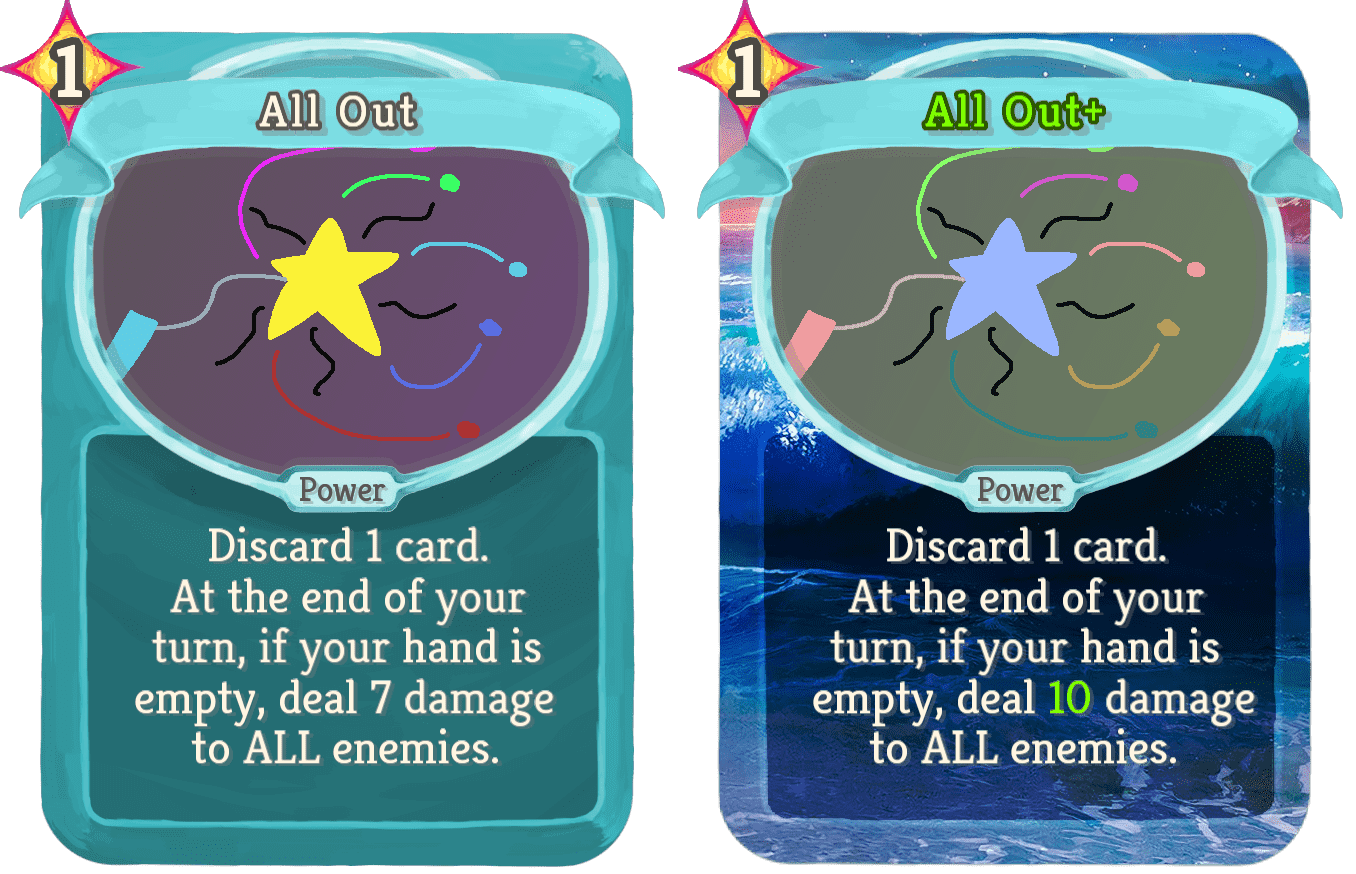 1
All Out
Power
Discard 1 card.
At the end of your
turn, if your hand is
empty, deal 7 damage
to ALL enemies.
1
All Out+
Power
Discard 1 card.
At the end of your
turn, if your hand is
empty, deal 10 damage
to ALL enemies.